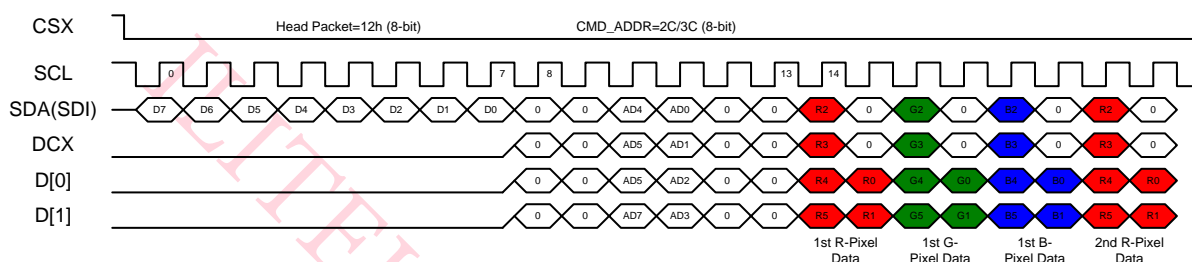 CSX
Head Packet=12h (8-bit) CMD_ADDR=2C/3C (8-bit)
SCL 0 7 8 13 14
SDA(SDI) D7 D6 D5 D4 D3 D2 D1 D0 0 0 AD4 AD0 0 0 R2 0 G2 0 B2 0 R2 0
DCX 0 0 AD5 AD1 0 0 R3 0 G3 0 B3 0 R3 0
D[0] 0 0 AD5 AD2 0 0 R4 R0 G4 G0 B4 B0 R4 R0
D[1] 0 0 AD7 AD3 0 0 R5 R1 G5 G1 B5 B1 R5 R1
1st R-Pixel 1st G- 1st B- 2nd R-Pixel
Data Pixel Data Pixel Data Data